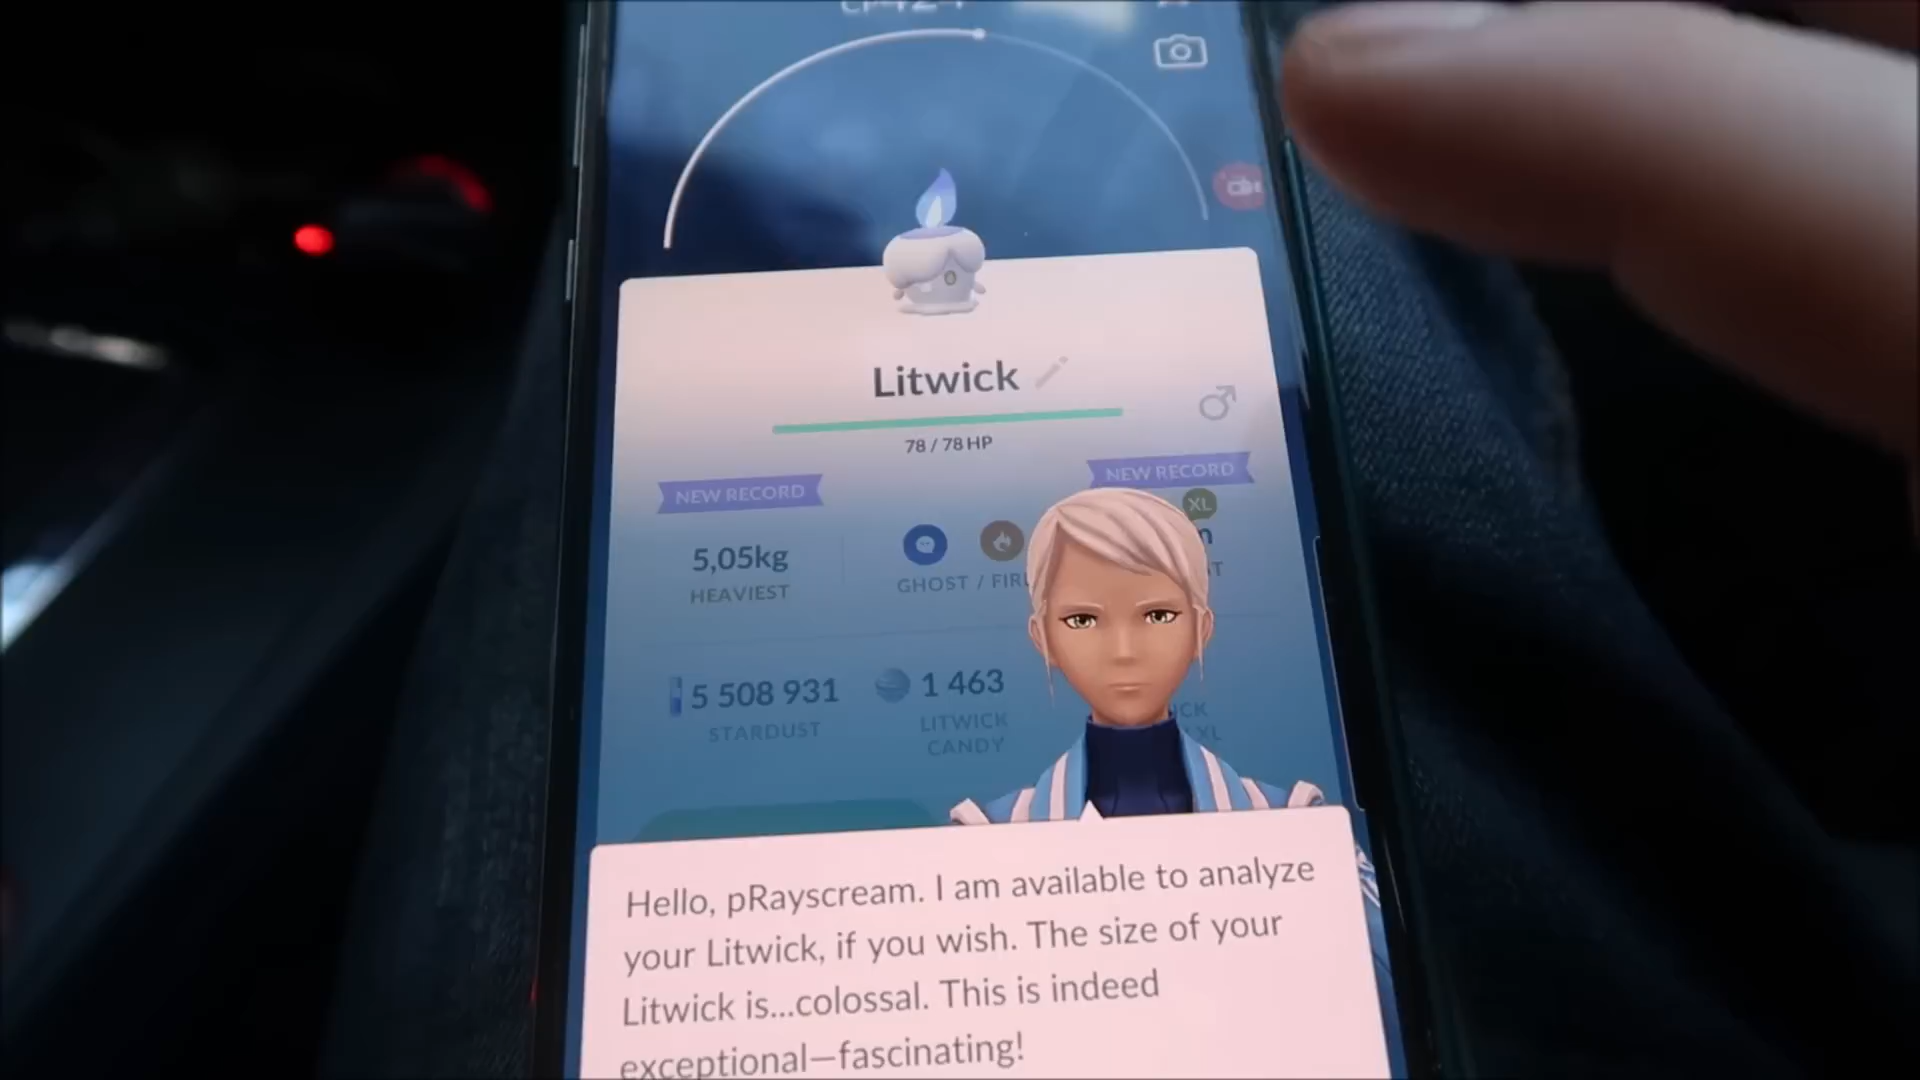 Litwick
78 / 78 HP
NEW RECORD
NEW RECORD
XL
5,05kg
HEAVIEST
GHOST /
5 508 931
STARDUST
1 463
LITWICK
CANDY
XL
Hello, pRayscream. I am available to analyze
your Litwick, if you wish. The size of your
Litwick is...colossal. This is indeed
exceptional—fascinating!